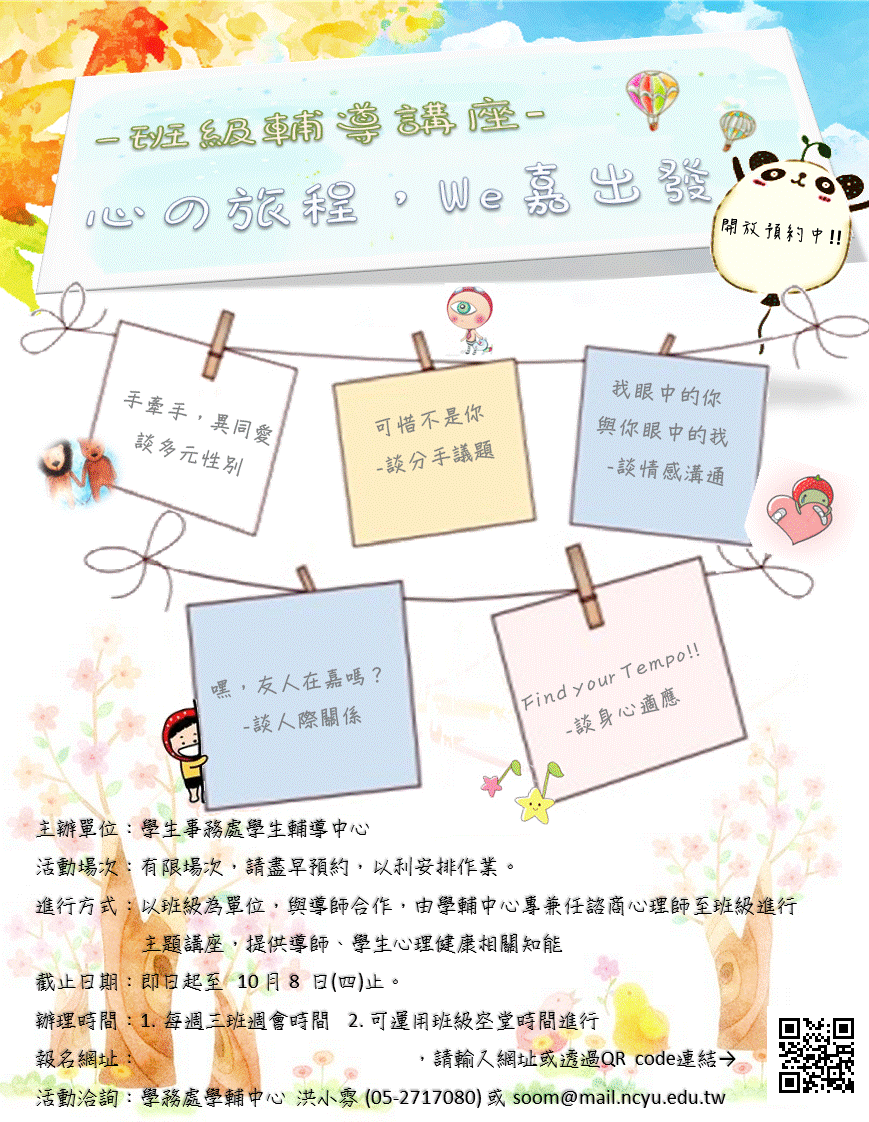 -班級輔導講座-
心の旅程，We嘉出發
開放預約中!!
手牽手，異同愛
談多元性別
可惜不是你
-談分手議題
我眼中的你
與你眼中的我
-談情感溝通
嘿，友人在嘉嗎？
-談人際關係
Find your Tempo!!
-談身心適應
主辦單位：學生事務處學生輔導中心
活動場次：有限場次，請盡早預約，以利安排作業。
進行方式：以班級為單位，與導師合作，由學輔中心專兼任諮商心理師至班級進行
主題講座，提供導師、學生心理健康相關知能
截止日期：即日起至 10月8 日(四)止。
辦理時間：1. 每週三班週會時間 2. 可運用班級空堂時間進行
報名網址： ，請輸入網址或透過QR code連結→
活動洽詢：學務處學輔中心 洪小雰 (05-2717080) 或 soom@mail.ncyu.edu.tw